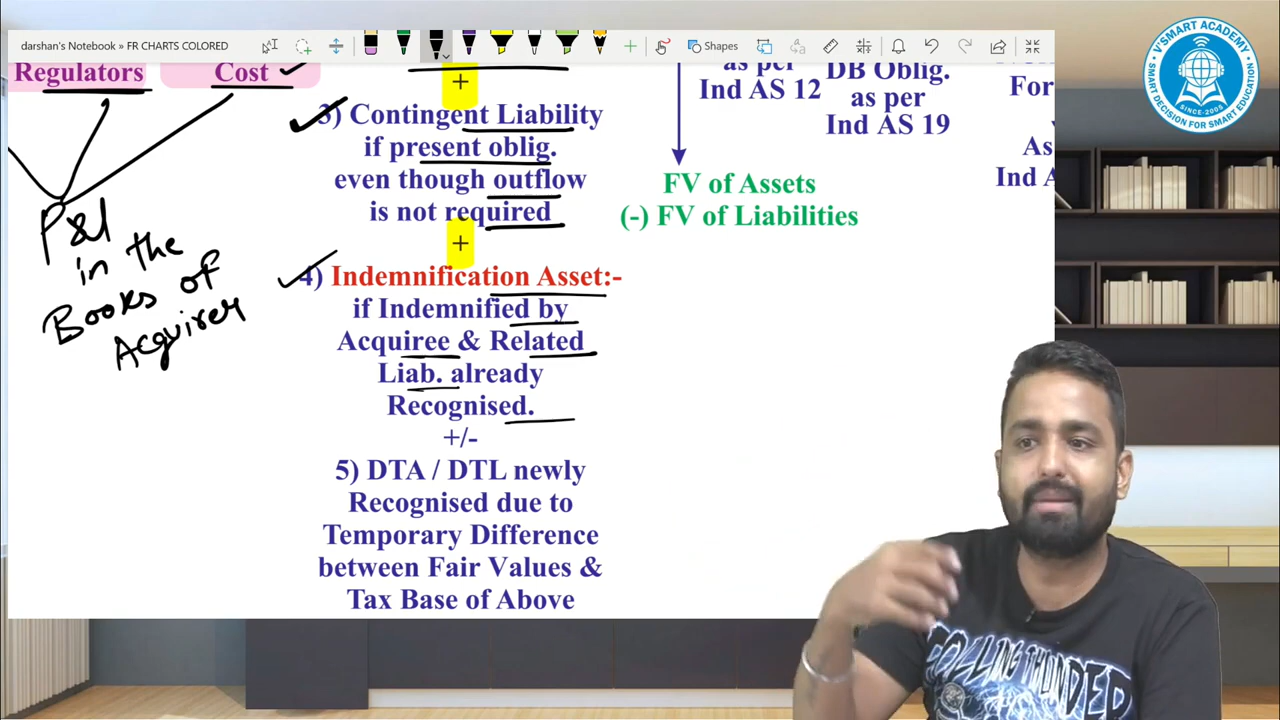 darshan's Notebook » FR CHARTS COLORED
Shapes
Regulators
Cost
P&L
in the
Books of
Acquirer
+
3) Contingent Liability
if present oblig.
even though outflow
is not required
+
4) Indemnification Asset:-
if Indemnified by
Acquiree & Related
Liab. already
Recognised.
+/-
5) DTA / DTL newly
Recognised due to
Temporary Difference
between Fair Values &
Tax Base of Above
as per
Ind AS 12
FV of Assets
(-) FV of Liabilities
DB Oblig.
as per
Ind AS 19
For
As
Ind A
V'SMART ACADEMY
SMART DECISION FOR SMART EDUCATION
SINCE-2005